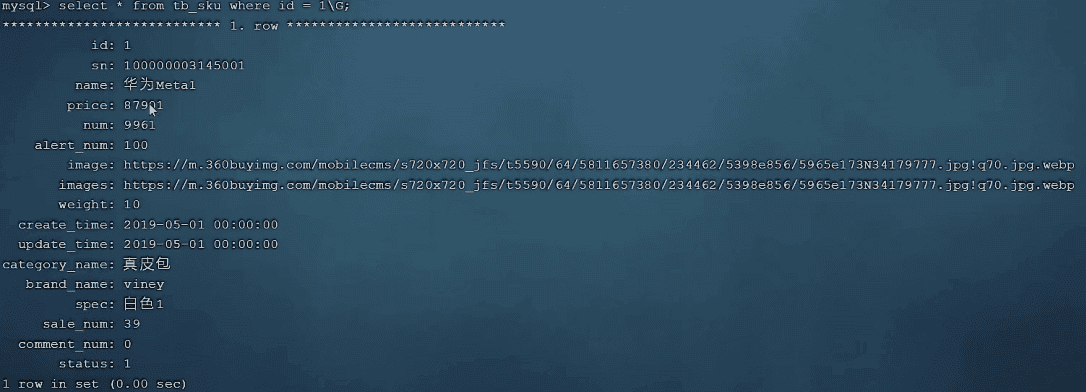 mysql> select * from tb_sku where id = 1\G;
*************************** 1. row ***************************
id: 1
sn: 100000003145001
name: 华为Metal
price: 87901
num: 9961
alert_num: 100
image: https://m.360buyimg.com/mobilecms/s720x720_jfs/t5590/64/5811657380/234462/5398e856/5965e173N34179777.jpg!q70.jpg.webp
images: https://m.360buyimg.com/mobilecms/s720x720_jfs/t5590/64/5811657380/234462/5398e856/5965e173N34179777.jpg!q70.jpg.webp
weight: 10
create_time: 2019-05-01 00:00:00
update_time: 2019-05-01 00:00:00
category_name: 真皮包
brand_name: viney
spec: 白色1
sale_num: 39
comment_num: 0
status: 1
1 row in set (0.00 sec)